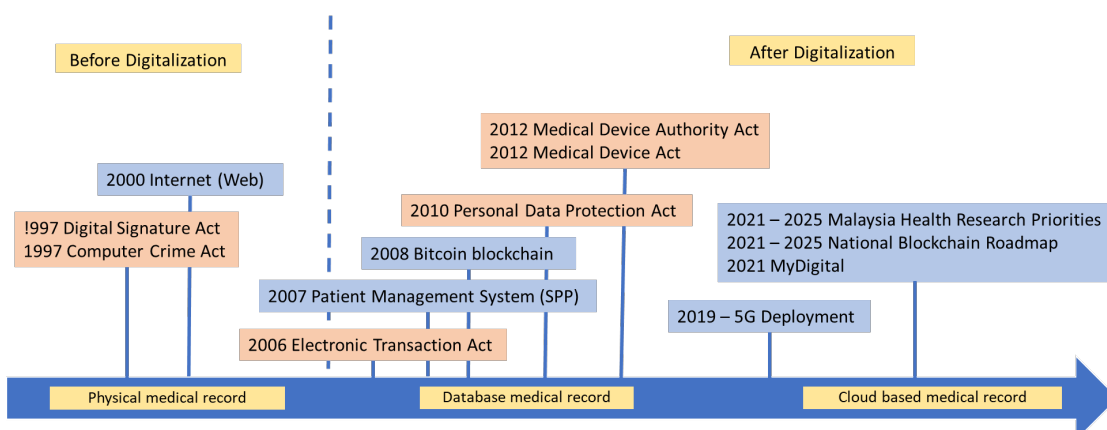 Before Digitalization
After Digitalization
2012 Medical Device Authority Act
2012 Medical Device Act
2000 Internet (Web)
2010 Personal Data Protection Act
!997 Digital Signature Act
1997 Computer Crime Act
2021 – 2025 Malaysia Health Research Priorities
2021 – 2025 National Blockchain Roadmap
2021 MyDigital
2008 Bitcoin blockchain
2007 Patient Management System (SPP)
2019 – 5G Deployment
2006 Electronic Transaction Act
Physical medical record
Database medical record
Cloud based medical record